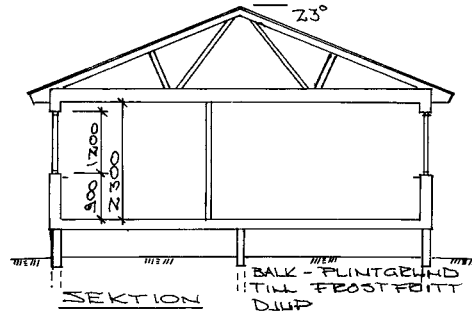 23°
1200
900
2300
BALK - PLINTGRUND
TILL FROSTFRITT
DJUP
SEKTION